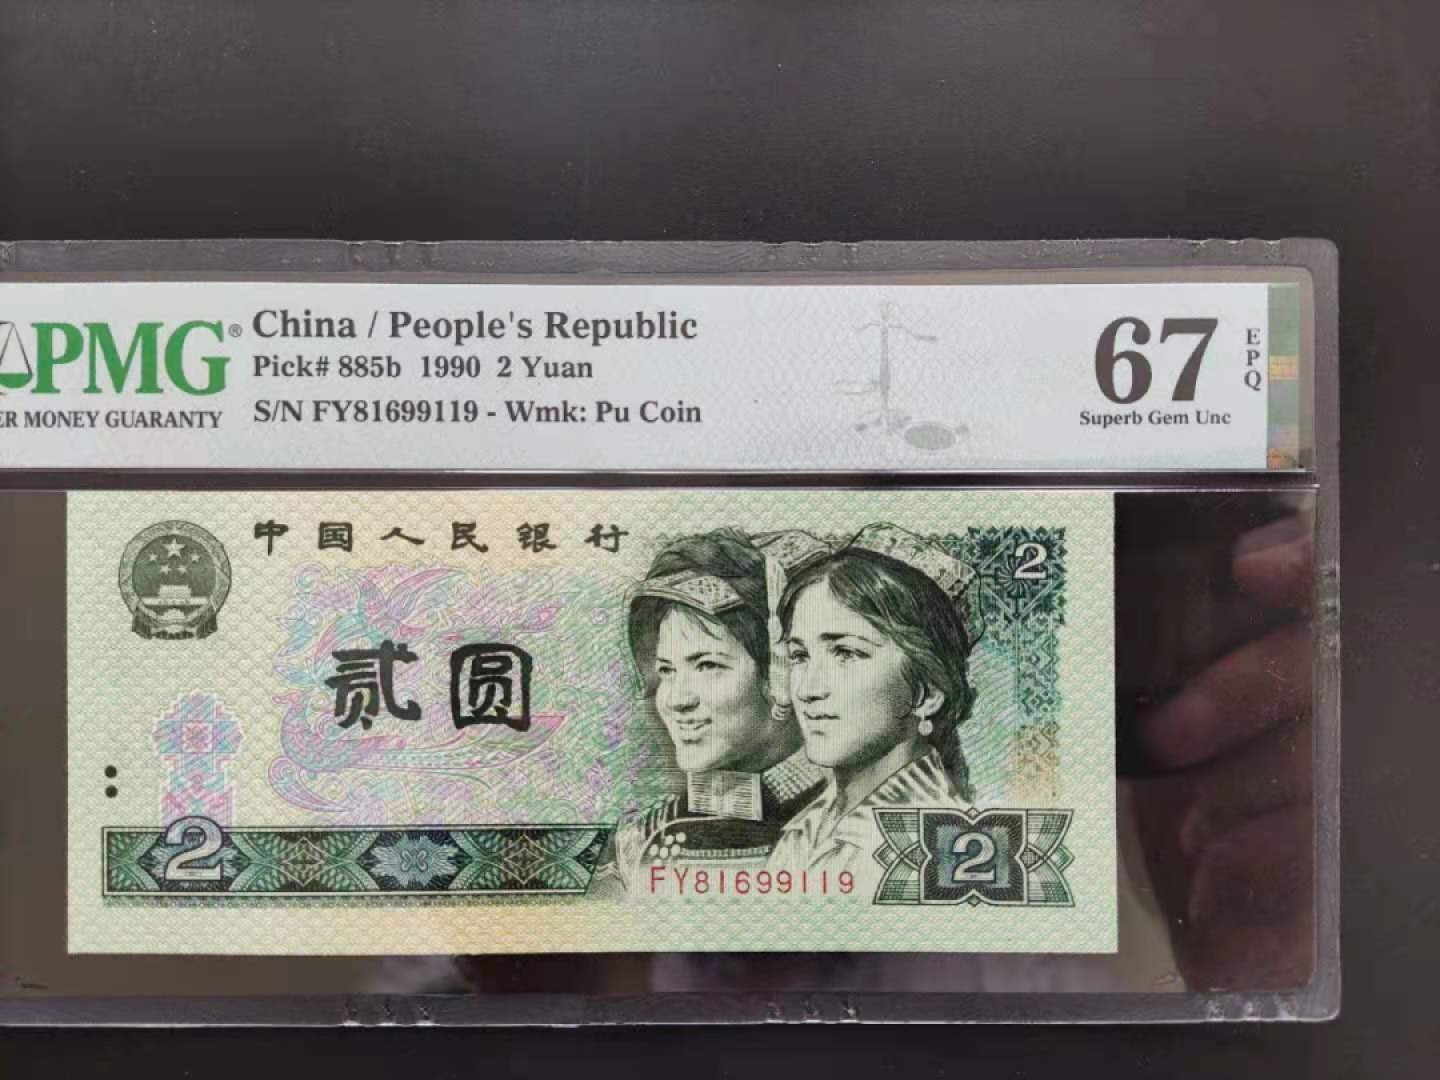 PMG®
ER MONEY GUARANTY
China / People's Republic
Pick# 885b 1990 2 Yuan
S/N FY81699119 - Wmk: Pu Coin
67
EPQ
Superb Gem Unc
中国人民银行
2
贰圆
2
2
FY81699119